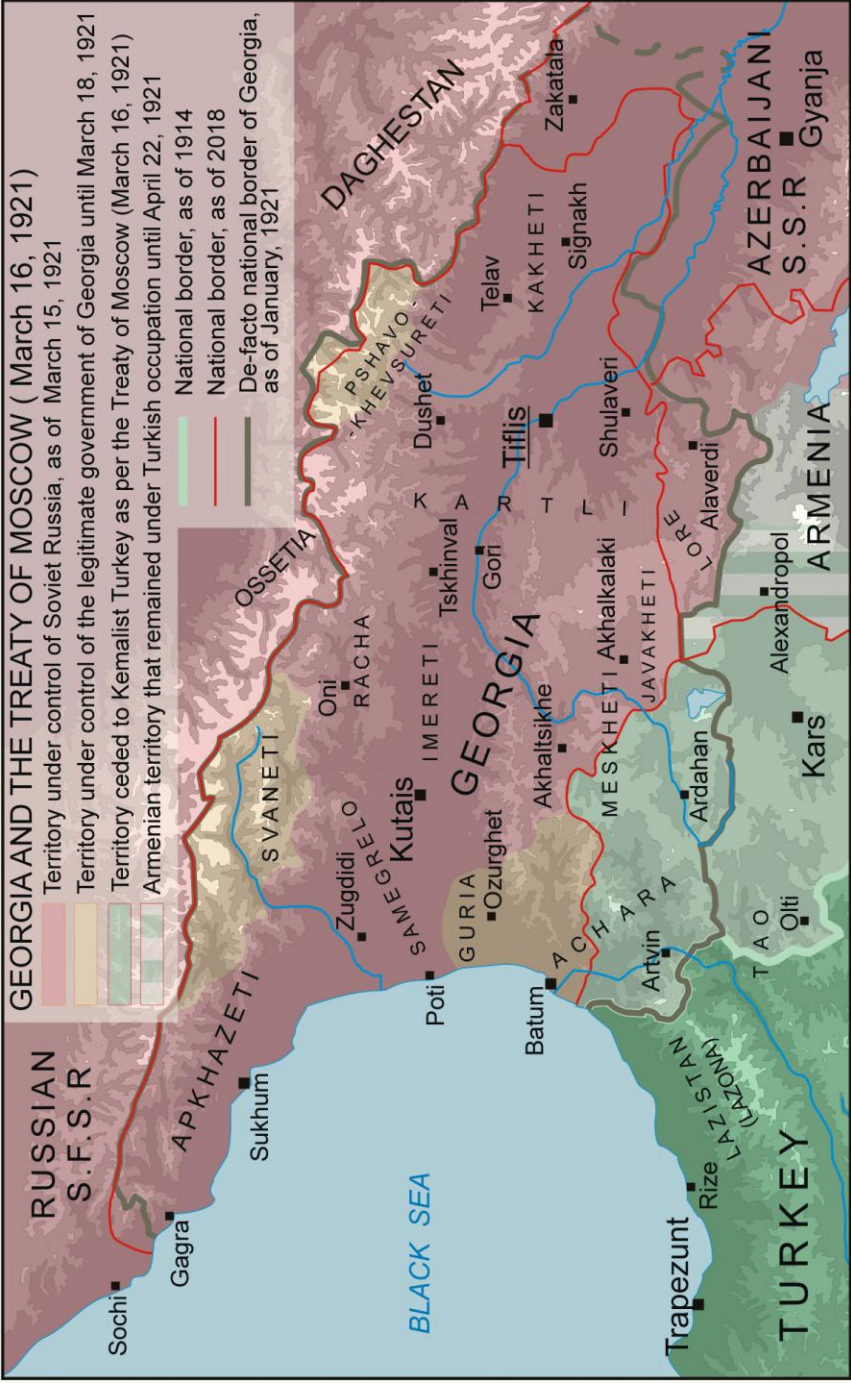 GEORGIA AND THE TREATY OF MOSCOW ( March 16, 1921)
Territory under control of Soviet Russia, as of March 15, 1921
Territory under control of the legitimate government of Georgia until March 18, 1921
Territory ceded to Kemalist Turkey as per the Treaty of Moscow (March 16, 1921)
Armenian territory that remained under Turkish occupation until April 22, 1921
National border, as of 1914
National border, as of 2018
De-facto national border of Georgia,
as of January, 1921
RUSSIAN
S.F.S.R
Sochi
Gagra
APKHAZETI
Sukhum
SVANETI
OSSETIA
DAGHESTAN
Oni
RACHA
Zugdidi
SAMEGRELO
Kutais
IMERETI
Poti
GURIA
Ozurghet
Tskhinval
Gori
KARTLI
Dushet
PSHAVO -
- KHEVSURETI
Telav
KAKHETI
Signakh
Zakatala
Tiflis
GEORGIA
BLACK SEA
Batum
ACHARA
Akhaltsikhe
MESKHETI
Akhalkalaki
JAVAKHETI
Shulaveri
LORE
Alaverdi
AZERBAIJANI
S.S.R
Gyanja
Artvin
Ardahan
Kars
Alexandropol
ARMENIA
TAO
Olti
LAZISTAN
(LAZONA)
Rize
Trapezunt
TURKEY